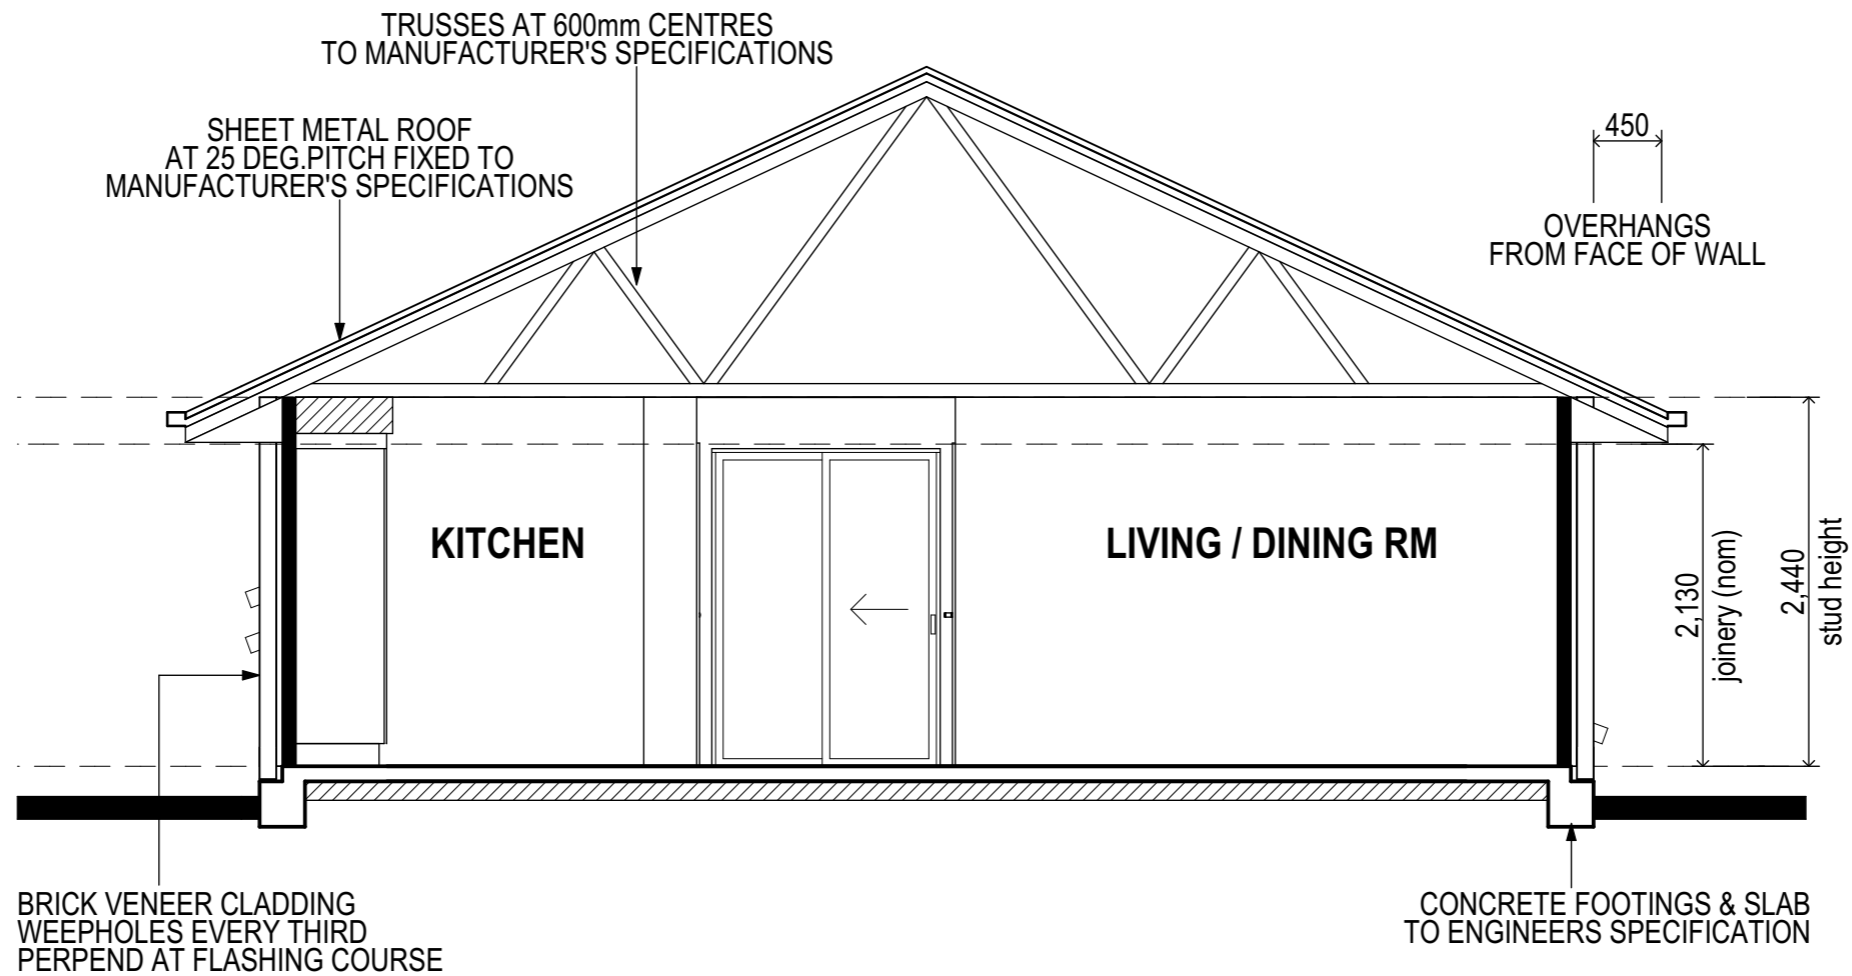 TRUSSES AT 600mm CENTRES
TO MANUFACTURER'S SPECIFICATIONS
SHEET METAL ROOF
AT 25 DEG.PITCH FIXED TO
MANUFACTURER'S SPECIFICATIONS
450
OVERHANGS
FROM FACE OF WALL
KITCHEN
LIVING / DINING RM
2,130
joinery (nom)
2,440
stud height
BRICK VENEER CLADDING
WEEPHOLES EVERY THIRD
PERPEND AT FLASHING COURSE
CONCRETE FOOTINGS & SLAB
TO ENGINEERS SPECIFICATION